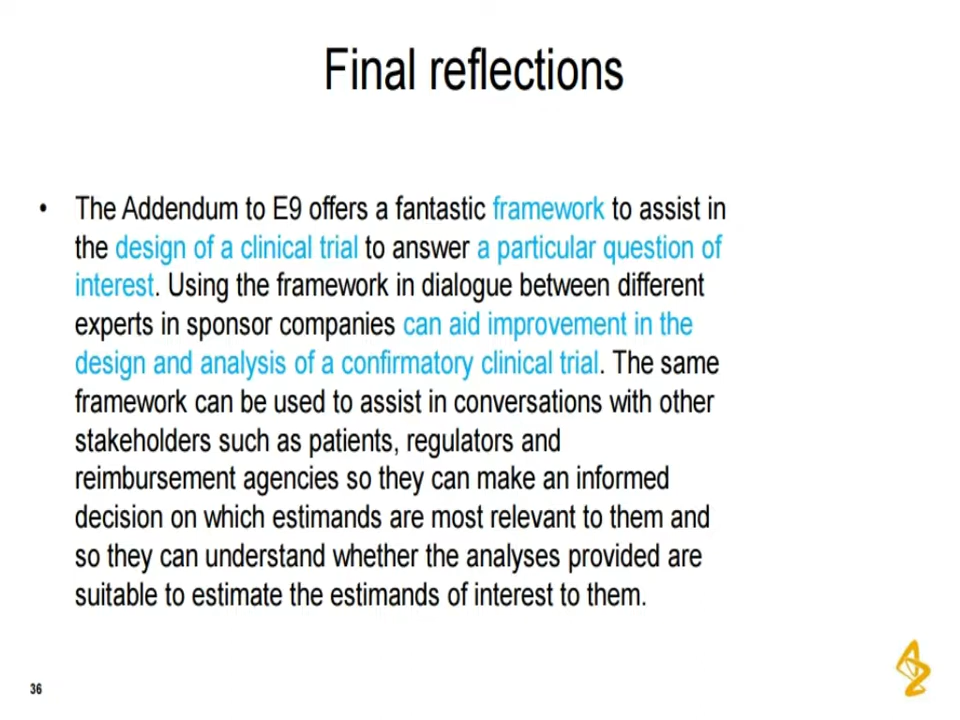 Final reflections
• The Addendum to E9 offers a fantastic framework to assist in
the design of a clinical trial to answer a particular question of
interest. Using the framework in dialogue between different
experts in sponsor companies can aid improvement in the
design and analysis of a confirmatory clinical trial. The same
framework can be used to assist in conversations with other
stakeholders such as patients, regulators and
reimbursement agencies so they can make an informed
decision on which estimands are most relevant to them and
so they can understand whether the analyses provided are
suitable to estimate the estimands of interest to them.
36